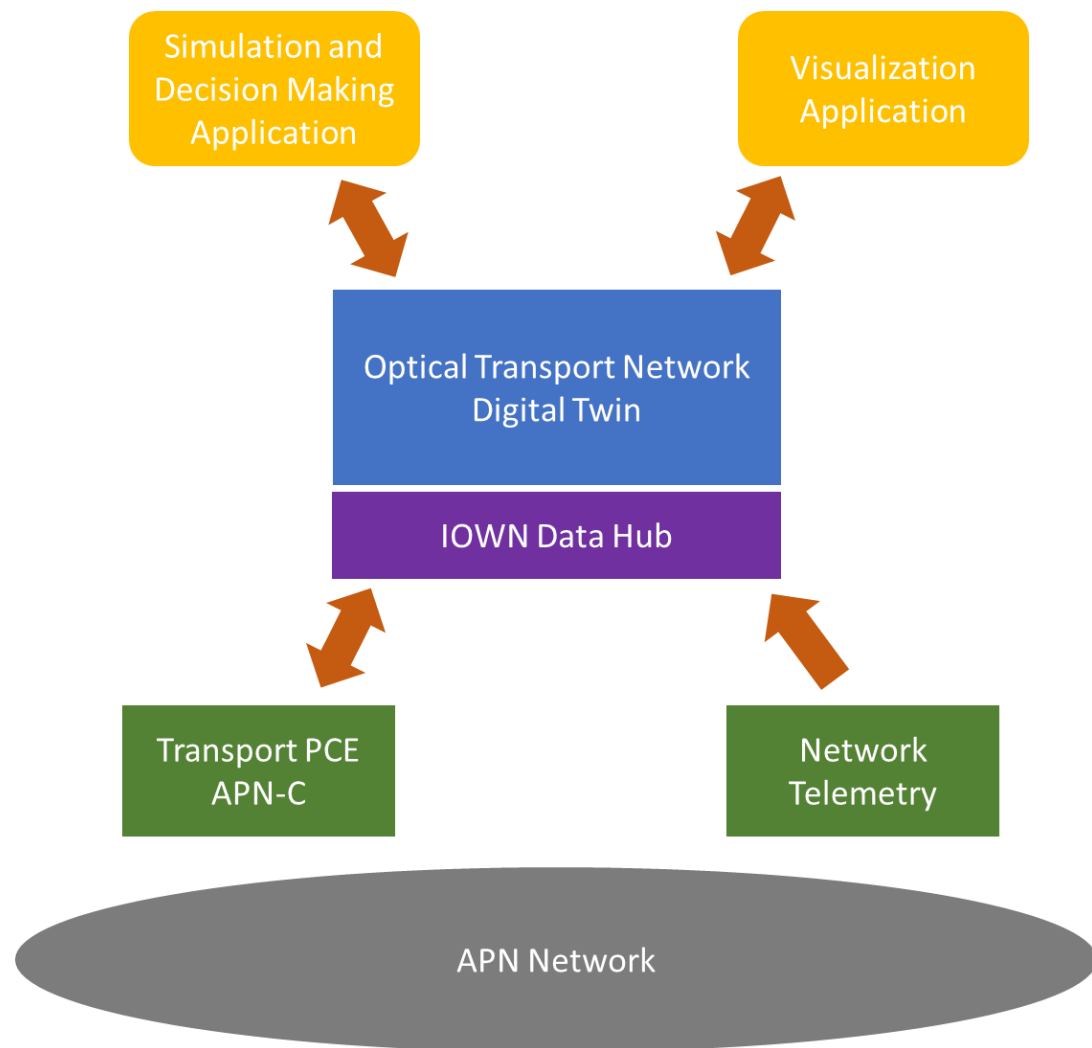 Simulation and
Decision Making
Application
Visualization
Application
Optical Transport Network
Digital Twin
IOWN Data Hub
Transport PCE
APN-C
Network
Telemetry
APN Network